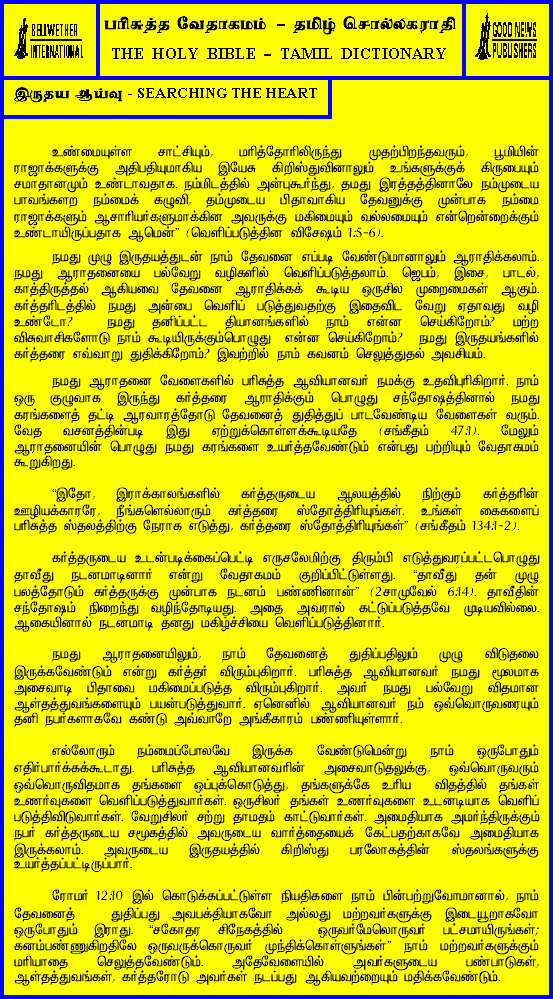 BELLWETHER
INTERNATIONAL
பரிசுத்த வேதாகமம் – தமிழ் சொல்லகராதி
THE HOLY BIBLE – TAMIL DICTIONARY
GOOD NEWS
PUBLISHERS
இருதய ஆய்வு - SEARCHING THE HEART
உண்மையுள்ள சாட்சியும், மரித்தோரிலிருந்து முதற்பிறந்தவரும், பூமியின்
ராஜாக்களுக்கு அதிபதியுமாகிய இயேசு கிறிஸ்துவினாலும் உங்களுக்குக் கிருபையும்
சமாதானமும் உண்டாவதாக. நம்மிடத்தில் அன்புகூர்ந்து, தமது இரத்தத்தினாலே நம்முடைய
பாவங்களற நம்மைக் கழுவி, தம்முடைய பிதாவாகிய தேவனுக்கு முன்பாக நம்மை
ராஜாக்களும் ஆசாரியர்களுமாக்கின அவருக்கு மகிமையும் வல்லமையும் என்றென்றைக்கும்
உண்டாயிருப்பதாக ஆமென்” (வெளிப்படுத்தின விசேஷம் 1:5-6).
நமது முழு இருதயத்துடன் நாம் தேவனை எப்படி வேண்டுமானாலும் ஆராதிக்கலாம்.
நமது ஆராதனையை பல்வேறு வழிகளில் வெளிப்படுத்தலாம். ஜெபம், இசை, பாடல்,
காத்திருத்தல் ஆகியவை தேவனை ஆராதிக்கக் கூடிய ஒருசில முறைமைகள் ஆகும்.
கர்த்தரிடத்தில் நமது அன்பை வெளிப் படுத்துவதற்கு இதைவிட வேறு ஏதாவது வழி
உண்டோ? நமது தனிப்பட்ட தியானங்களில் நாம் என்ன செய்கிறோம்? மற்ற
விசுவாசிகளோடு நாம் கூடியிருக்கும்பொழுது என்ன செய்கிறோம்? நமது இருதயங்களில்
கர்த்தரை எவ்வாறு துதிக்கிறோம்? இவற்றில் நாம் கவனம் செலுத்துதல் அவசியம்.
நமது ஆராதனை வேளைகளில் பரிசுத்த ஆவியானவர் நமக்கு உதவிபுரிகிறார். நாம்
ஒரு குழுவாக இருந்து கர்த்தரை ஆராதிக்கும் பொழுது சந்தோஷத்தினால் நமது
கரங்களைத் தட்டி ஆரவாரத்தோடு தேவனைத் துதித்துப் பாடவேண்டிய வேளைகள் வரும்.
வேத வசனத்தின்படி இது ஏற்றுக்கொள்ளக்கூடியதே (சங்கீதம் 47:1). மேலும்
ஆராதனையின் பொழுது நமது கரங்களை உயர்த்தவேண்டும் என்பது பற்றியும் வேதாகமம்
கூறுகிறது.
“இதோ, இராக்காலங்களில் கர்த்தருடைய ஆலயத்தில் நிற்கும் கர்த்தரின்
ஊழியக்காரரே, நீங்களெல்லாரும் கர்த்தரை ஸ்தோத்திரியுங்கள். உங்கள் கைகளைப்
பரிசுத்த ஸ்தலத்திற்கு நேராக எடுத்து, கர்த்தரை ஸ்தோத்திரியுங்கள்” (சங்கீதம் 134:1-2).
கர்த்தருடைய உடன்படிக்கைப்பெட்டி எருசலேமிற்கு திரும்பி எடுத்துவரப்பட்டபொழுது
தாவீது நடனமாடினார் என்று வேதாகமம் குறிப்பிட்டுள்ளது. “தாவீது தன் முழு
பலத்தோடும் கர்த்தருக்கு முன்பாக நடனம் பண்ணினான்” (2சாமுவேல் 6:14). தாவீதின்
சந்தோஷம் நிறைந்து வழிந்தோடியது. அதை அவரால் கட்டுப்படுத்தவே முடியவில்லை.
ஆகையினால் நடனமாடி தனது மகிழ்ச்சியை வெளிப்படுத்தினார்.
நமது ஆராதனையிலும், நாம் தேவனைத் துதிப்பதிலும் முழு விடுதலை
இருக்கவேண்டும் என்று கர்த்தர் விரும்புகிறார். பரிசுத்த ஆவியானவர் நமது மூலமாக
அசைவாடி பிதாவை மகிமைப்படுத்த விரும்புகிறார். அவர் நமது பல்வேறு விதமான
ஆள்தத்துவங்களையும் பயன்படுத்துவார். ஏனெனில் ஆவியானவர் நம் ஒவ்வொருவரையும்
தனி நபர்களாகவே கண்டு அவ்வாறே அங்கீகாரம் பண்ணியுள்ளார்.
எல்லோரும் நம்மைப்போலவே இருக்க வேண்டுமென்று நாம் ஒருபோதும்
எதிர்பார்க்கக்கூடாது. பரிசுத்த ஆவியானவரின் அசைவாடுதலுக்கு, ஒவ்வொருவரும்
ஒவ்வொருவிதமாக தங்களை ஒப்புக்கொடுத்து, தங்களுக்கே உரிய விதத்தில் தங்கள்
உணர்வுகளை வெளிப்படுத்துவார்கள். ஒருசிலர் தங்கள் உணர்வுகளை உடனடியாக வெளிப்
படுத்திவிடுவார்கள். வேறுசிலர் சற்று தாமதம் காட்டுவார்கள். அமைதியாக அமர்ந்திருக்கும்
நபர் கர்த்தருடைய சமூகத்தில் அவருடைய வார்த்தையைக் கேட்பதற்காகவே அமைதியாக
இருக்கலாம். அவருடைய இருதயத்தில் கிறிஸ்து பரலோகத்தின் ஸ்தலங்களுக்கு
உயர்த்தப்பட்டிருப்பார்.
ரோமர் 12:10 இல் கொடுக்கப்பட்டுள்ள நியதிகளை நாம் பின்பற்றுவோமானால், நாம்
தேவனைத் துதிப்பது அவபக்தியாகவோ அல்லது மற்றவர்களுக்கு இடையூறாகவோ
ஒருபோதும் இராது. “சகோதர சிநேகத்தில் ஒருவர்மேலொருவர் பட்சமாயிருங்கள்;
கனம்பண்ணுகிறதிலே ஒருவருக்கொருவர் முந்திக்கொள்ளுங்கள்” நாம் மற்றவர்களுக்கும்
மரியாதை செலுத்தவேண்டும். அதேவேளையில் அவர்களுடைய பண்பாடுகள்,
ஆள்தத்துவங்கள், கர்த்தரோடு அவர்கள் நடப்பது ஆகியவற்றையும் மதிக்கவேண்டும்.